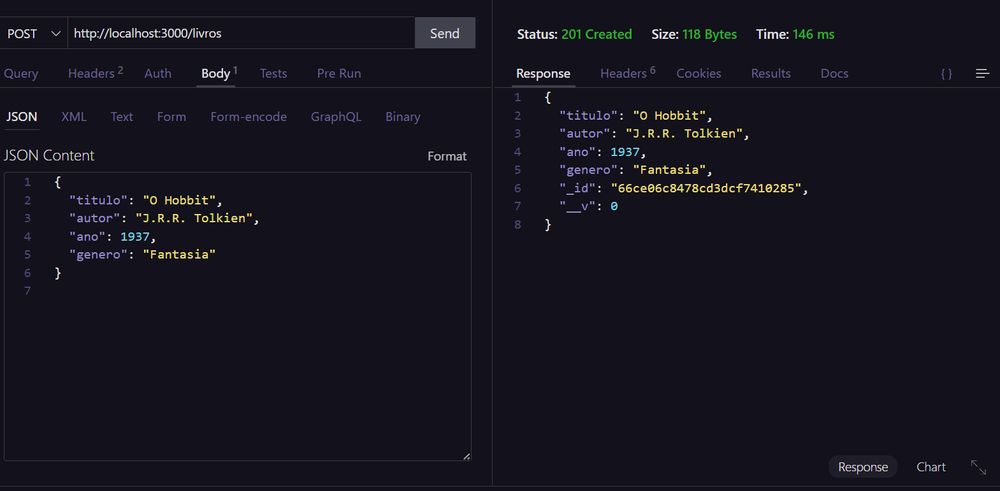 POST http://localhost:3000/livros Send
Query Headers 2 Auth Body 1 Tests Pre Run
JSON XML Text Form Form-encode GraphQL Binary
JSON Content Format
1 {
2 "titulo": "O Hobbit",
3 "autor": "J.R.R. Tolkien",
4 "ano": 1937,
5 "genero": "Fantasia"
6 }
7
Status: 201 Created Size: 118 Bytes Time: 146 ms
Response Headers 6 Cookies Results Docs { }
1 {
2 "titulo": "O Hobbit",
3 "autor": "J.R.R. Tolkien",
4 "ano": 1937,
5 "genero": "Fantasia",
6 "_id": "66ce06c8478cd3dcf7410285",
7 "__v": 0
8 }
Response Chart